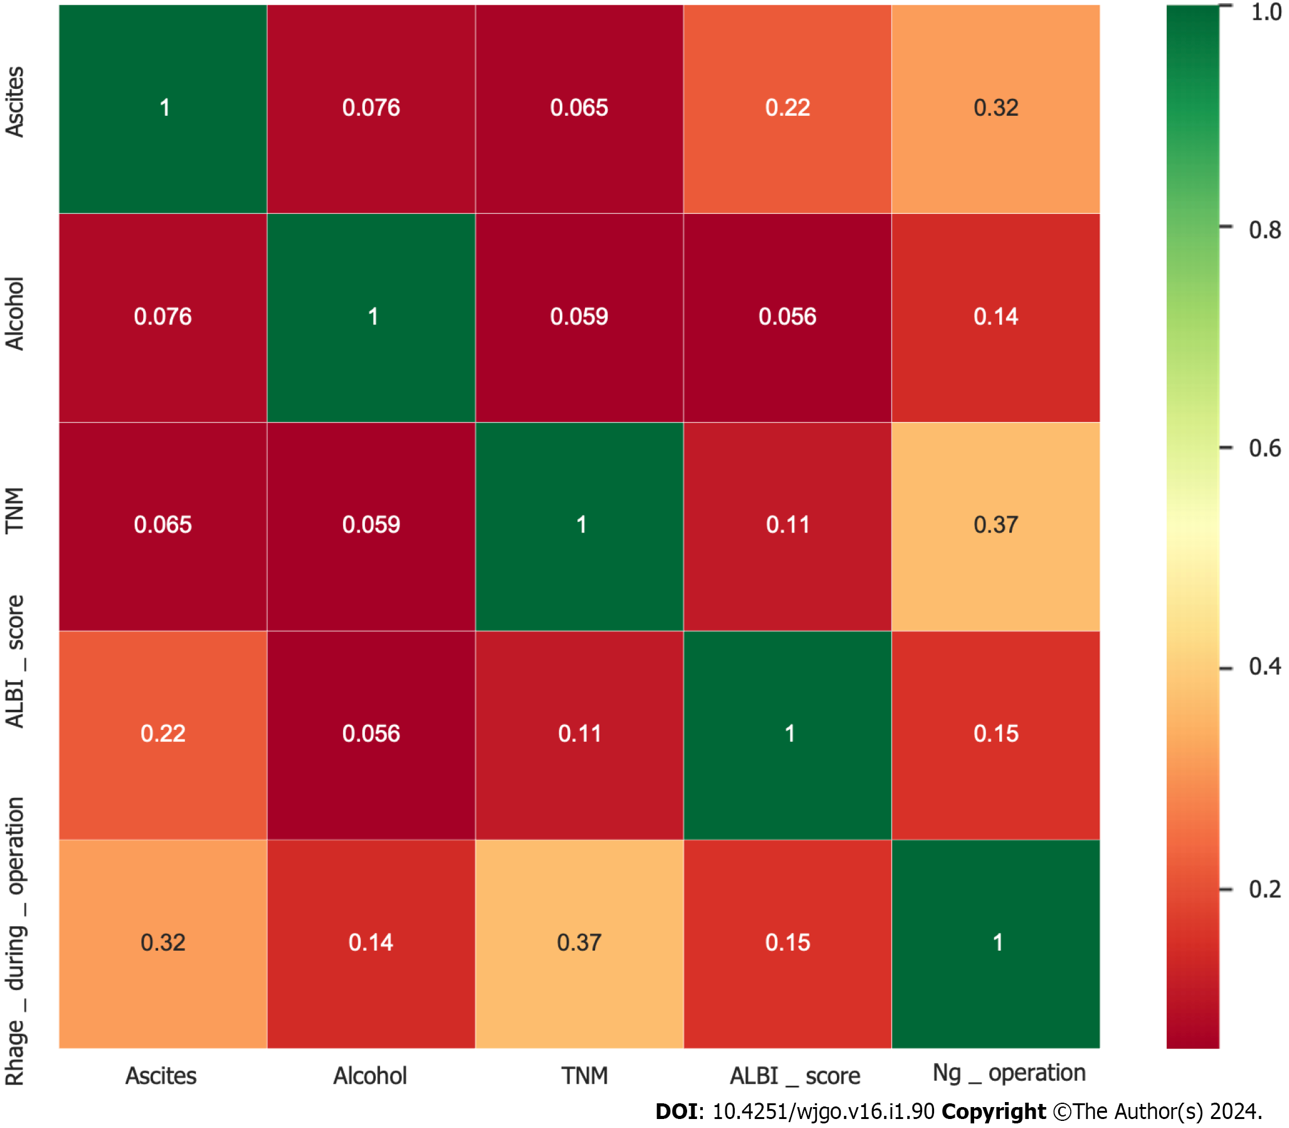 Ascites 1 0.076 0.065 0.22 0.32
Alcohol 0.076 1 0.059 0.056 0.14
TNM 0.065 0.059 1 0.11 0.37
ALBI _ score 0.22 0.056 0.11 1 0.15
Rhage _ during _ operation 0.32 0.14 0.37 0.15 1
Ascites Alcohol TNM ALBI _ score Ng _ operation
1.0
0.8
0.6
0.4
0.2
DOI: 10.4251/wjgo.v16.i1.90 Copyright ©The Author(s) 2024.